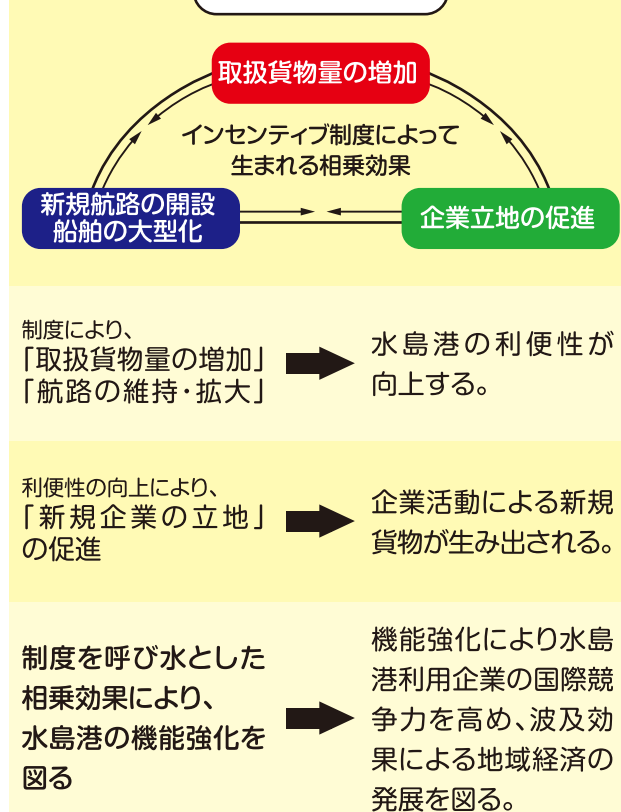 取扱貨物量の増加
インセンティブ制度によって
生まれる相乗効果
新規航路の開設
船舶の大型化
企業立地の促進
制度により、
「取扱貨物量の増加」
「航路の維持・拡大」
水島港の利便性が
向上する。
利便性の向上により、
「新規企業の立地」
の促進
企業活動による新規
貨物が生み出される。
制度を呼び水とした
相乗効果により、
水島港の機能強化を
図る
機能強化により水島
港利用企業の国際競
争力を高め、波及効
果による地域経済の
発展を図る。